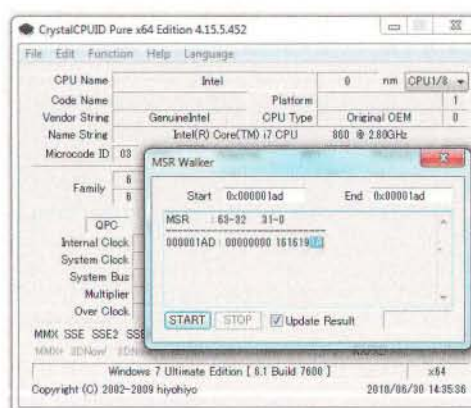 CrystalCPUID Pure x64 Edition 4.15.5.452
File Edit Function Help Language
CPU Name Intel 0 nm CPU1/8
Code Name Platform 1
Vendor String GenuineIntel CPU Type Original OEM 0
Name String Intel(R) Core(TM) i7 CPU 860 @ 2.80GHz
Microcode ID 03
MSR Walker
Family 6
6
Start 0x000001ad End 0x000001ad
MSR : 63-32 31-0
000001AD : 00000000 161619
QPC
Internal Clock
System Clock
System Bus
Multiplier
Over Clock
START STOP Update Result
MMX SSE SSE2 SSE
MMX+ 3DNow!
Windows 7 Ultimate Edition [ 6.1 Build 7600 ] x64
Copyright (C) 2002-2009 hiyohiyo 2010/06/30 14:35:36